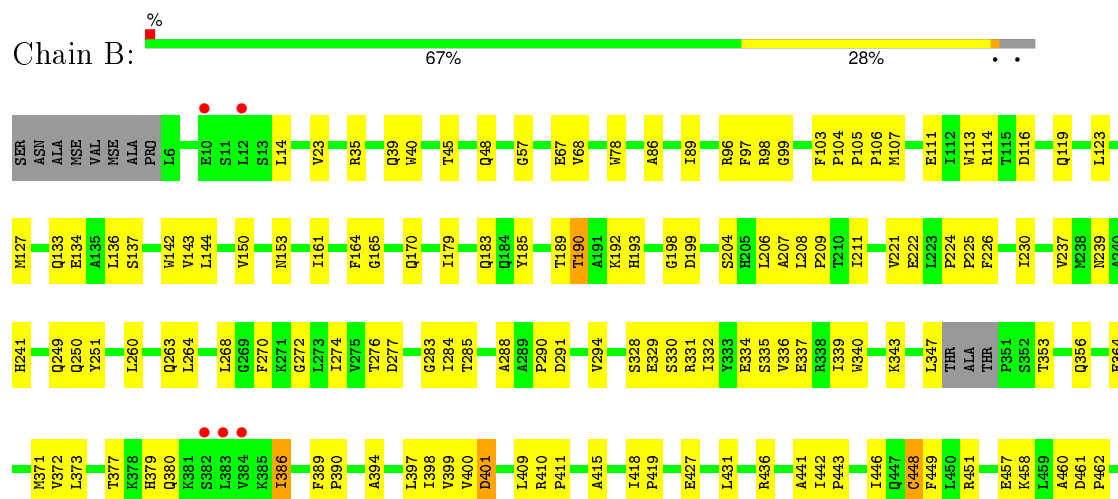 %
Chain B:
67%
28%
SER ASN ALA MSE VAL MSE ALA PRO L6 E10 S11 L12 S13 L14 V23 R35 Q39 W40 T45 Q48 G57 E67 V68 W78 A86 I89 R96 F97 R98 G99 F103 P104 P105 P106 M107 E111 I112 W113 R114 T115 D116 Q119 L123
M127 Q133 E134 A135 L136 S137 W142 V143 L144 V150 N153 I161 F164 G165 Q170 I179 Q183 Q184 Y185 T189 T190 A191 K192 H193 G198 D199 S204 H205 L206 A207 L208 P209 T210 I211 V221 E222 L223 P224 P225 F226 I230 V237 M238 N239 A240
H241 Q249 Q250 Y251 L260 Q263 L264 L268 G269 F270 K271 G272 L273 I274 V275 T276 D277 G283 I284 T285 A288 A289 P290 D291 V294 S328 E329 S330 R331 I332 Y333 E334 S335 V336 E337 R338 I339 W340 K343 L347 THR ALA THR P351 S352 T353 Q356
M371 V372 L373 T377 K378 H379 Q380 K381 S382 L383 V384 K385 I386 F389 P390 A394 L397 I398 V399 V400 D401 L409 R410 P411 A415 I418 P419 E427 L431 R436 A441 I442 P443 I446 Q447 C448 F449 L450 R451 E457 K458 L459 A460 D461 P462